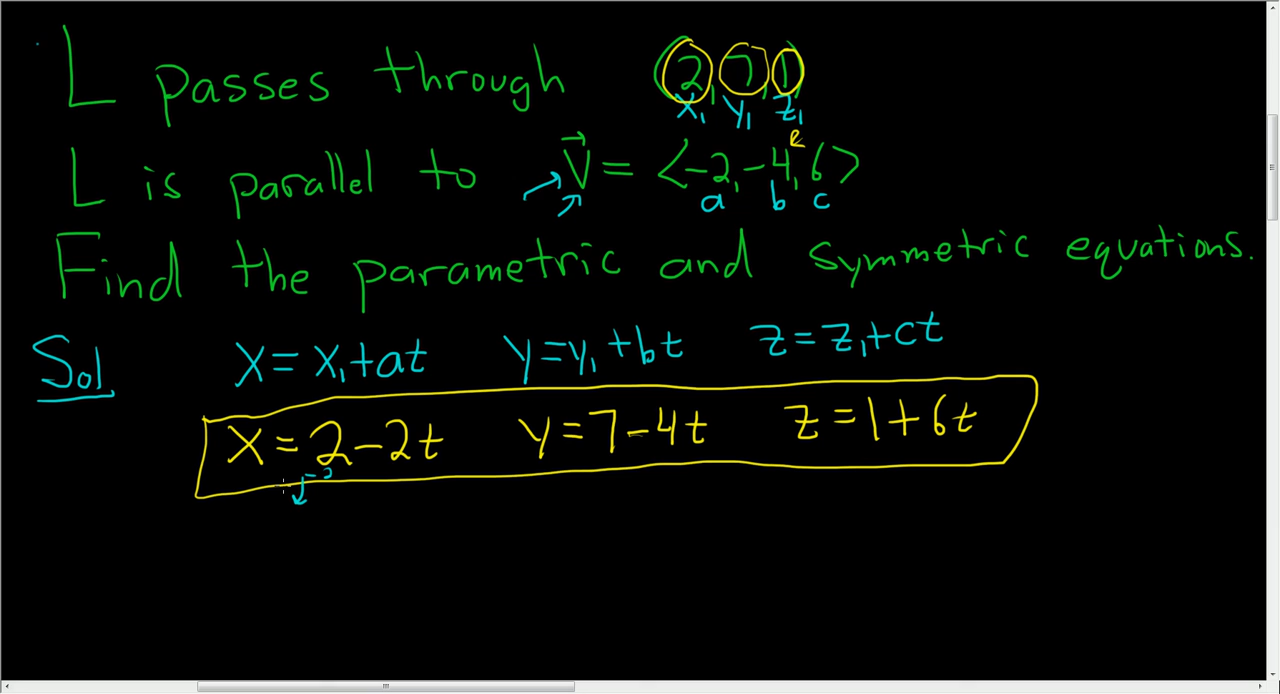 L passes through (2, 7, 1)
x₁ y₁ z₁
L is parallel to V⃗ = <-2, -4, 6>
a b c
Find the parametric and symmetric equations.
Sol. x = x₁ + at y = y₁ + bt z = z₁ + ct
x = 2 - 2t y = 7 - 4t z = 1 + 6t
-2